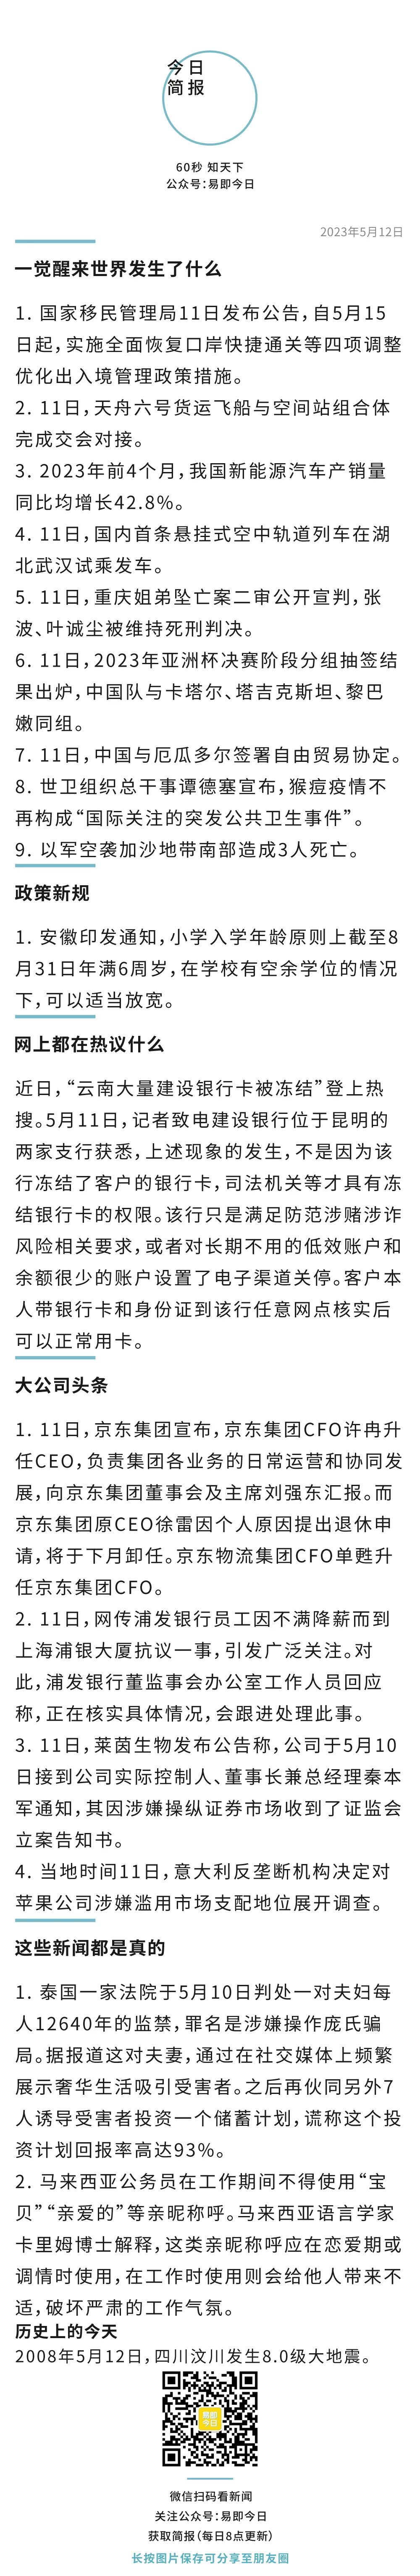 今日
简报
60秒 知天下
公众号：易即今日
2023年5月12日
一觉醒来世界发生了什么
1. 国家移民管理局11日发布公告，自5月15
日起，实施全面恢复口岸快捷通关等四项调整
优化出入境管理政策措施。
2. 11日，天舟六号货运飞船与空间站组合体
完成交会对接。
3. 2023年前4个月，我国新能源汽车产销量
同比均增长42.8%。
4. 11日，国内首条悬挂式空中轨道列车在湖
北武汉试乘发车。
5. 11日，重庆姐弟坠亡案二审公开宣判，张
波、叶诚尘被维持死刑判决。
6. 11日，2023年亚洲杯决赛阶段分组抽签结
果出炉，中国队与卡塔尔、塔吉克斯坦、黎巴
嫩同组。
7. 11日，中国与厄瓜多尔签署自由贸易协定。
8. 世卫组织总干事谭德塞宣布，猴痘疫情不
再构成“国际关注的突发公共卫生事件”。
9. 以军空袭加沙地带南部造成3人死亡。
政策新规
1. 安徽印发通知，小学入学年龄原则上截至8
月31日年满6周岁，在学校有空余学位的情况
下，可以适当放宽。
网上都在热议什么
近日，“云南大量建设银行卡被冻结”登上热
搜。5月11日，记者致电建设银行位于昆明的
两家支行获悉，上述现象的发生，不是因为该
行冻结了客户的银行卡，司法机关等才具有冻
结银行卡的权限。该行只是满足防范涉赌涉诈
风险相关要求，或者对长期不用的低效账户和
余额很少的账户设置了电子渠道关停。客户本
人带银行卡和身份证到该行任意网点核实后
可以正常用卡。
大公司头条
1. 11日，京东集团宣布，京东集团CFO许冉升
任CEO，负责集团各业务的日常运营和协同发
展，向京东集团董事会及主席刘强东汇报。而
京东集团原CEO徐雷因个人原因提出退休申
请，将于下月卸任。京东物流集团CFO单甦升
任京东集团CFO。
2. 11日，网传浦发银行员工因不满降薪而到
上海浦银大厦抗议一事，引发广泛关注。对
此，浦发银行董监事会办公室工作人员回应
称，正在核实具体情况，会跟进处理此事。
3. 11日，莱茵生物发布公告称，公司于5月10
日接到公司实际控制人、董事长兼总经理秦本
军通知，其因涉嫌操纵证券市场收到了证监会
立案告知书。
4. 当地时间11日，意大利反垄断机构决定对
苹果公司涉嫌滥用市场支配地位展开调查。
这些新闻都是真的
1. 泰国一家法院于5月10日判处一对夫妇每
人12640年的监禁，罪名是涉嫌操作庞氏骗
局。据报道这对夫妻，通过在社交媒体上频繁
展示奢华生活吸引受害者。之后再伙同另外7
人诱导受害者投资一个储蓄计划，谎称这个投
资计划回报率高达93%。
2. 马来西亚公务员在工作期间不得使用“宝
贝”“亲爱的”等亲昵称呼。马来西亚语言学家
卡里姆博士解释，这类亲昵称呼应在恋爱期或
调情时使用，在工作时使用则会给他人带来不
适，破坏严肃的工作气氛。
历史上的今天
2008年5月12日，四川汶川发生8.0级大地震。
易即
今日
微信扫码看新闻
关注公众号：易即今日
获取简报（每日8点更新）
长按图片保存可分享至朋友圈